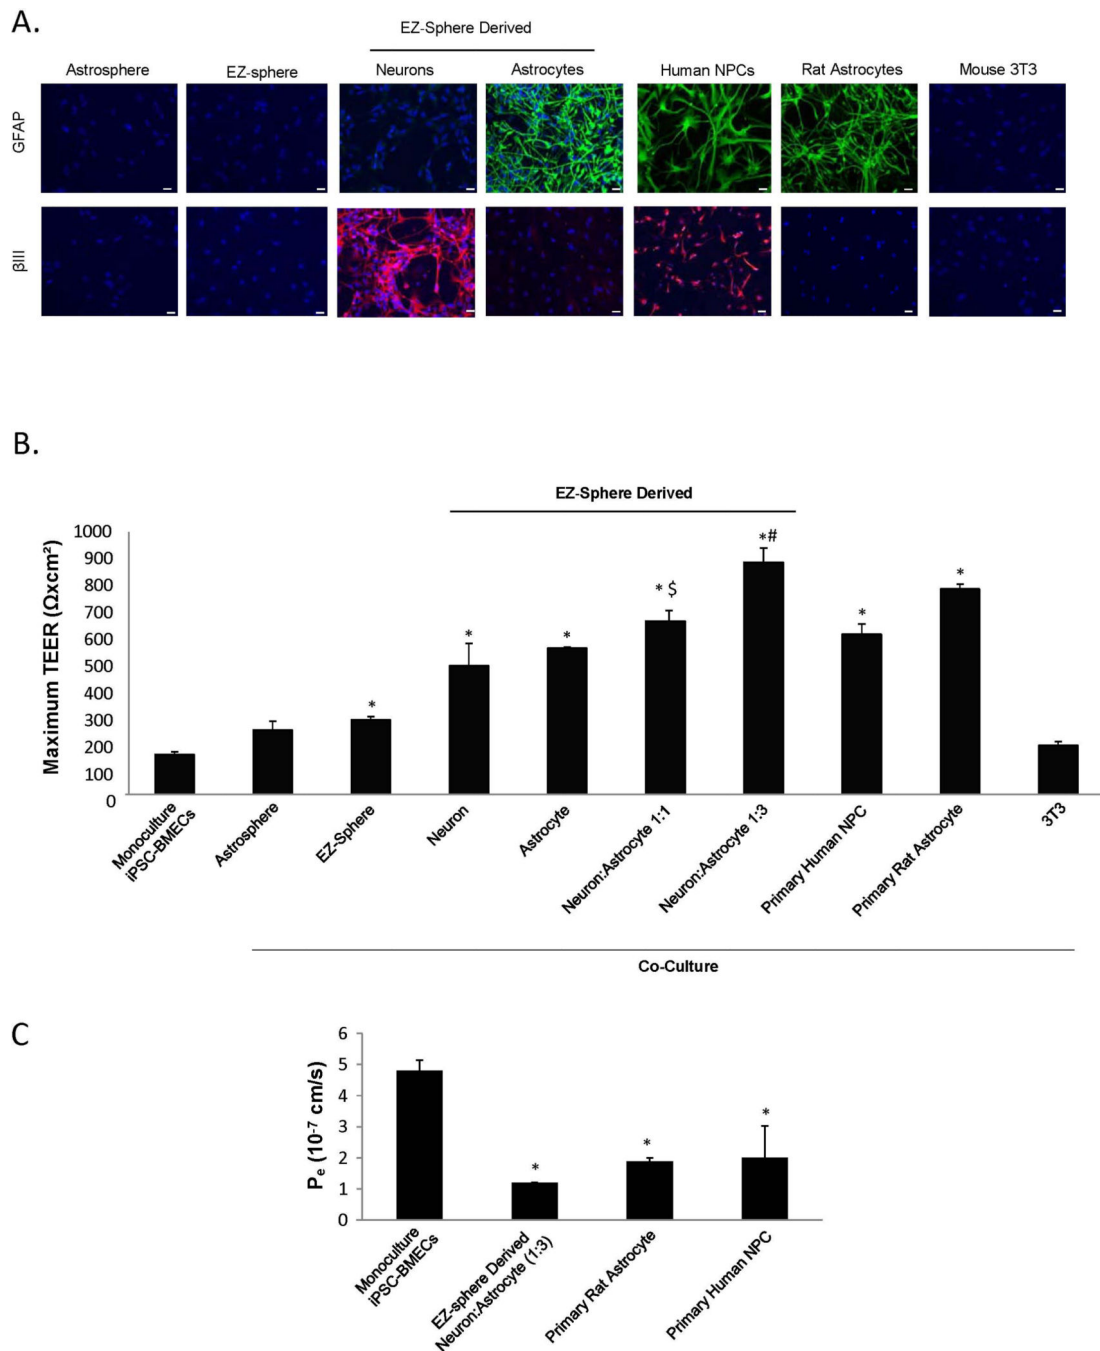 A.
EZ-Sphere Derived
Astrosphere EZ-sphere Neurons Astrocytes Human NPCs Rat Astrocytes Mouse 3T3
GFAP
βIII
B.
EZ-Sphere Derived
Maximum TEER (Ωxcm²)
1000
900
800
700
600
500
400
300
200
100
0
*
*
*
* $
*#
*
*
Monoculture
iPSC-BMECs
Astrosphere
EZ-Sphere
Neuron
Astrocyte
Neuron:Astrocyte 1:1
Neuron:Astrocyte 1:3
Primary Human NPC
Primary Rat Astrocyte
3T3
Co-Culture
C
Pₑ (10⁻⁷ cm/s)
6
5
4
3
2
1
0
*
*
*
Monoculture
iPSC-BMECs
EZ-sphere Derived
Neuron:Astrocyte (1:3)
Primary Rat Astrocyte
Primary Human NPC